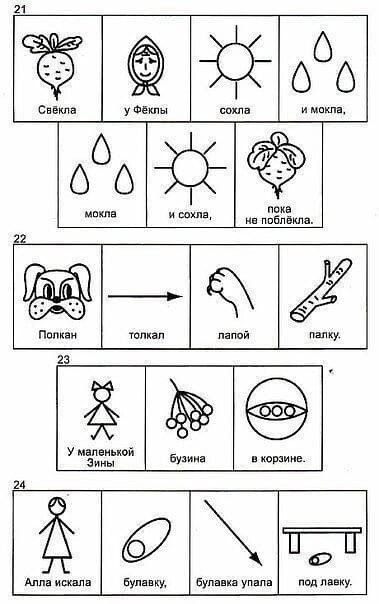 21
Свёкла у Фёклы сохла и мокла,
мокла и сохла, пока
не поблёкла.
22
Полкан толкал лапой палку.
23
У маленькой
Зины бузина в корзине.
24
Алла искала булавку, булавка упала под лавку.